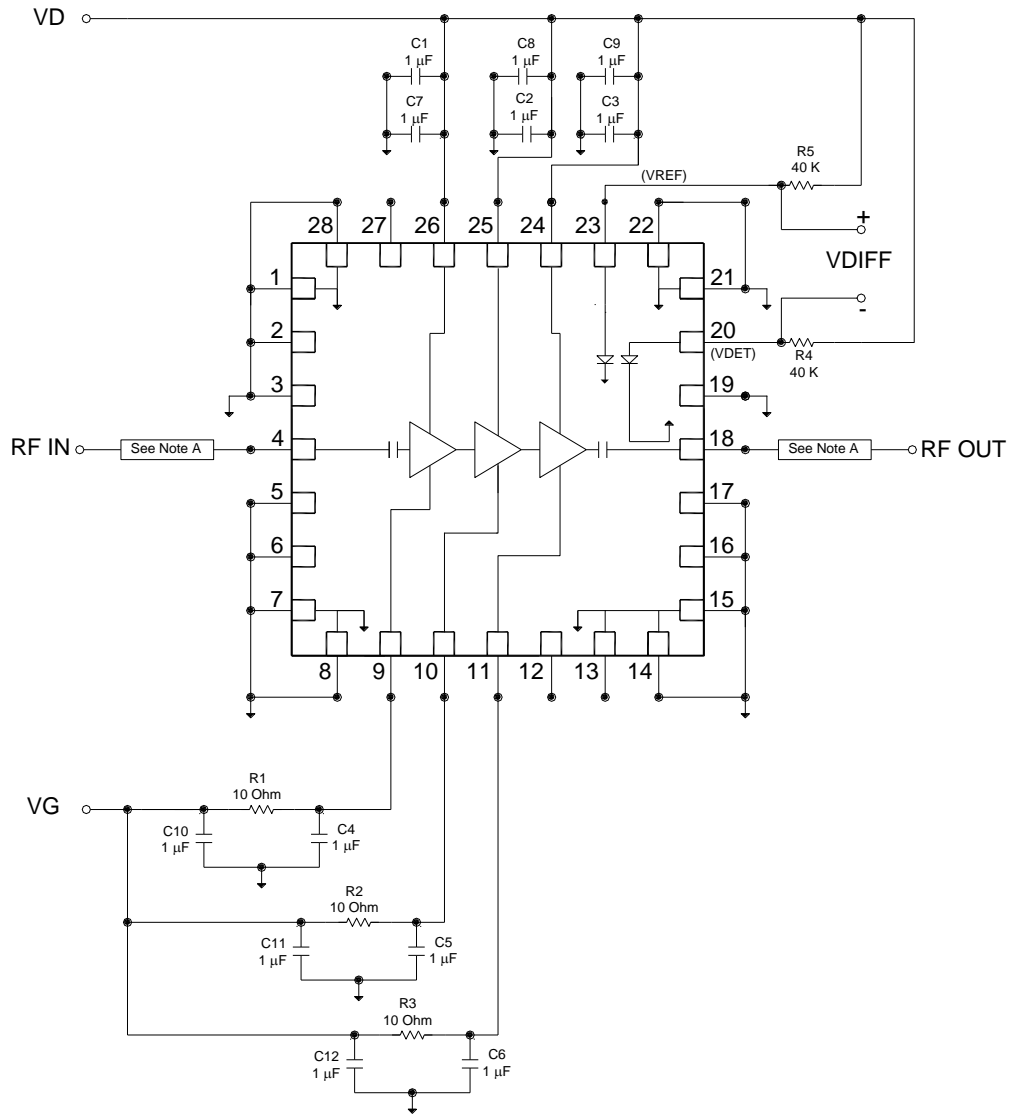 VD
C1
1 µF
C8
1 µF
C9
1 µF
C7
1 µF
C2
1 µF
C3
1 µF
R5
40 K
(VREF)
+
VDIFF
-
28
27
26
25
24
23
22
1
21
2
20
(VDET)
R4
40 K
3
19
RF IN
See Note A
4
18
See Note A
RF OUT
5
17
6
16
7
15
8
9
10
11
12
13
14
VG
R1
10 Ohm
C10
1 µF
C4
1 µF
R2
10 Ohm
C11
1 µF
C5
1 µF
R3
10 Ohm
C12
1 µF
C6
1 µF